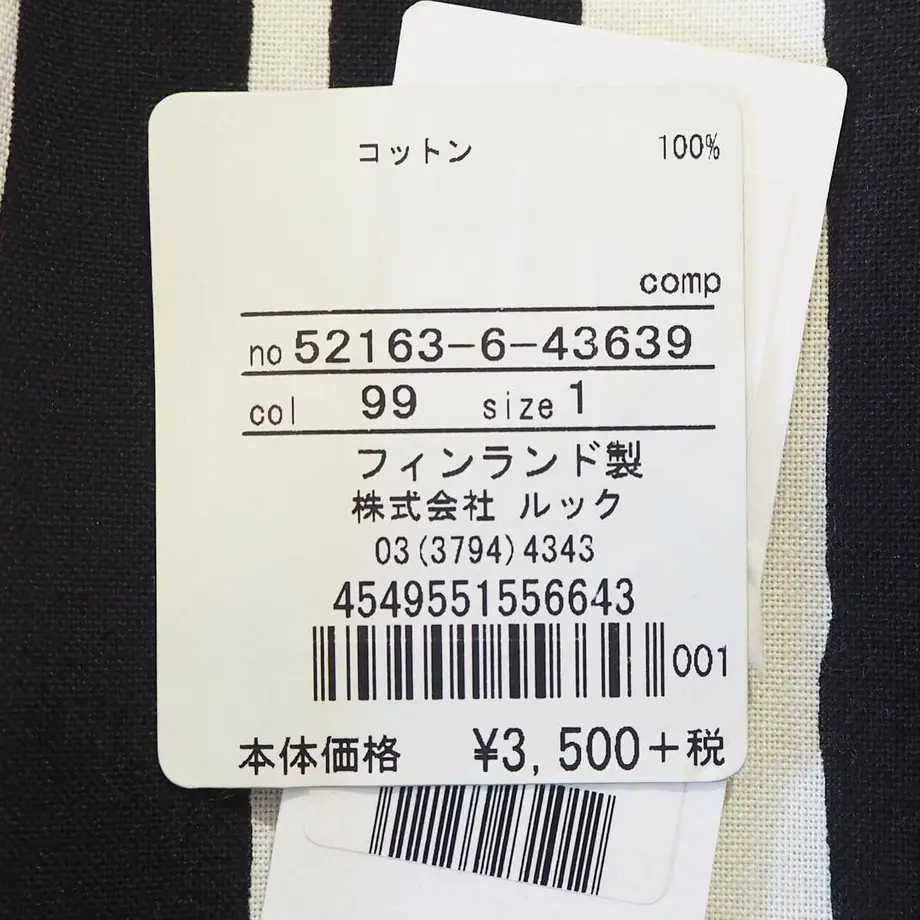 コットン 100%
comp
no 52163-6-43639
col 99 size 1
フィンランド製
株式会社 ルック
03(3794)4343
4549551556643
001
本体価格 ¥3,500+税